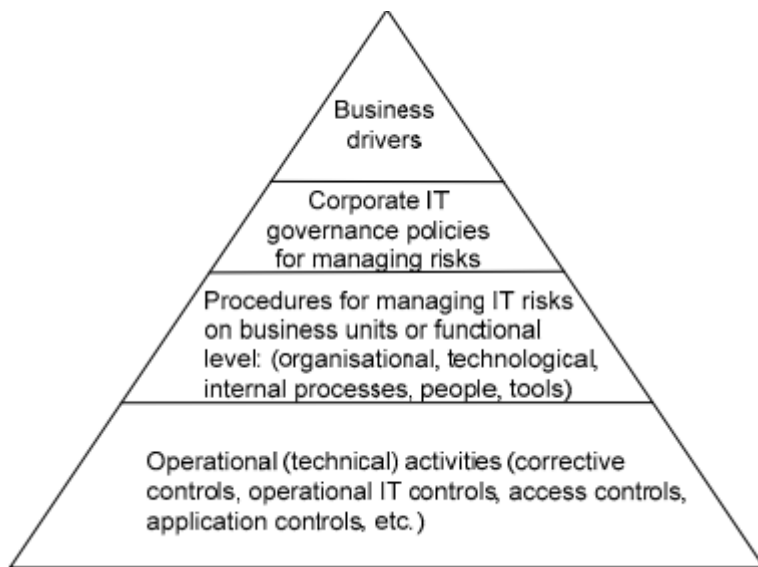 Business
drivers
Corporate IT
governance policies
for managing risks
Procedures for managing IT risks
on business units or functional
level: (organisational, technological,
internal processes, people, tools)
Operational (technical) activities (corrective
controls, operational IT controls, access controls,
application controls, etc.)